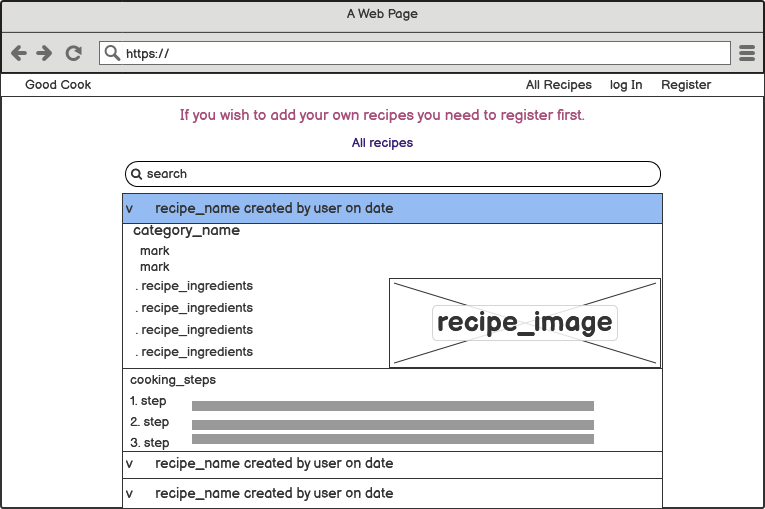 A Web Page
https://
Good Cook All Recipes log In Register
If you wish to add your own recipes you need to register first.
All recipes
search
v recipe_name created by user on date
category_name
mark
mark
. recipe_ingredients
. recipe_ingredients
. recipe_ingredients
. recipe_ingredients
recipe_image
cooking_steps
1. step
2. step
3. step
v recipe_name created by user on date
v recipe_name created by user on date